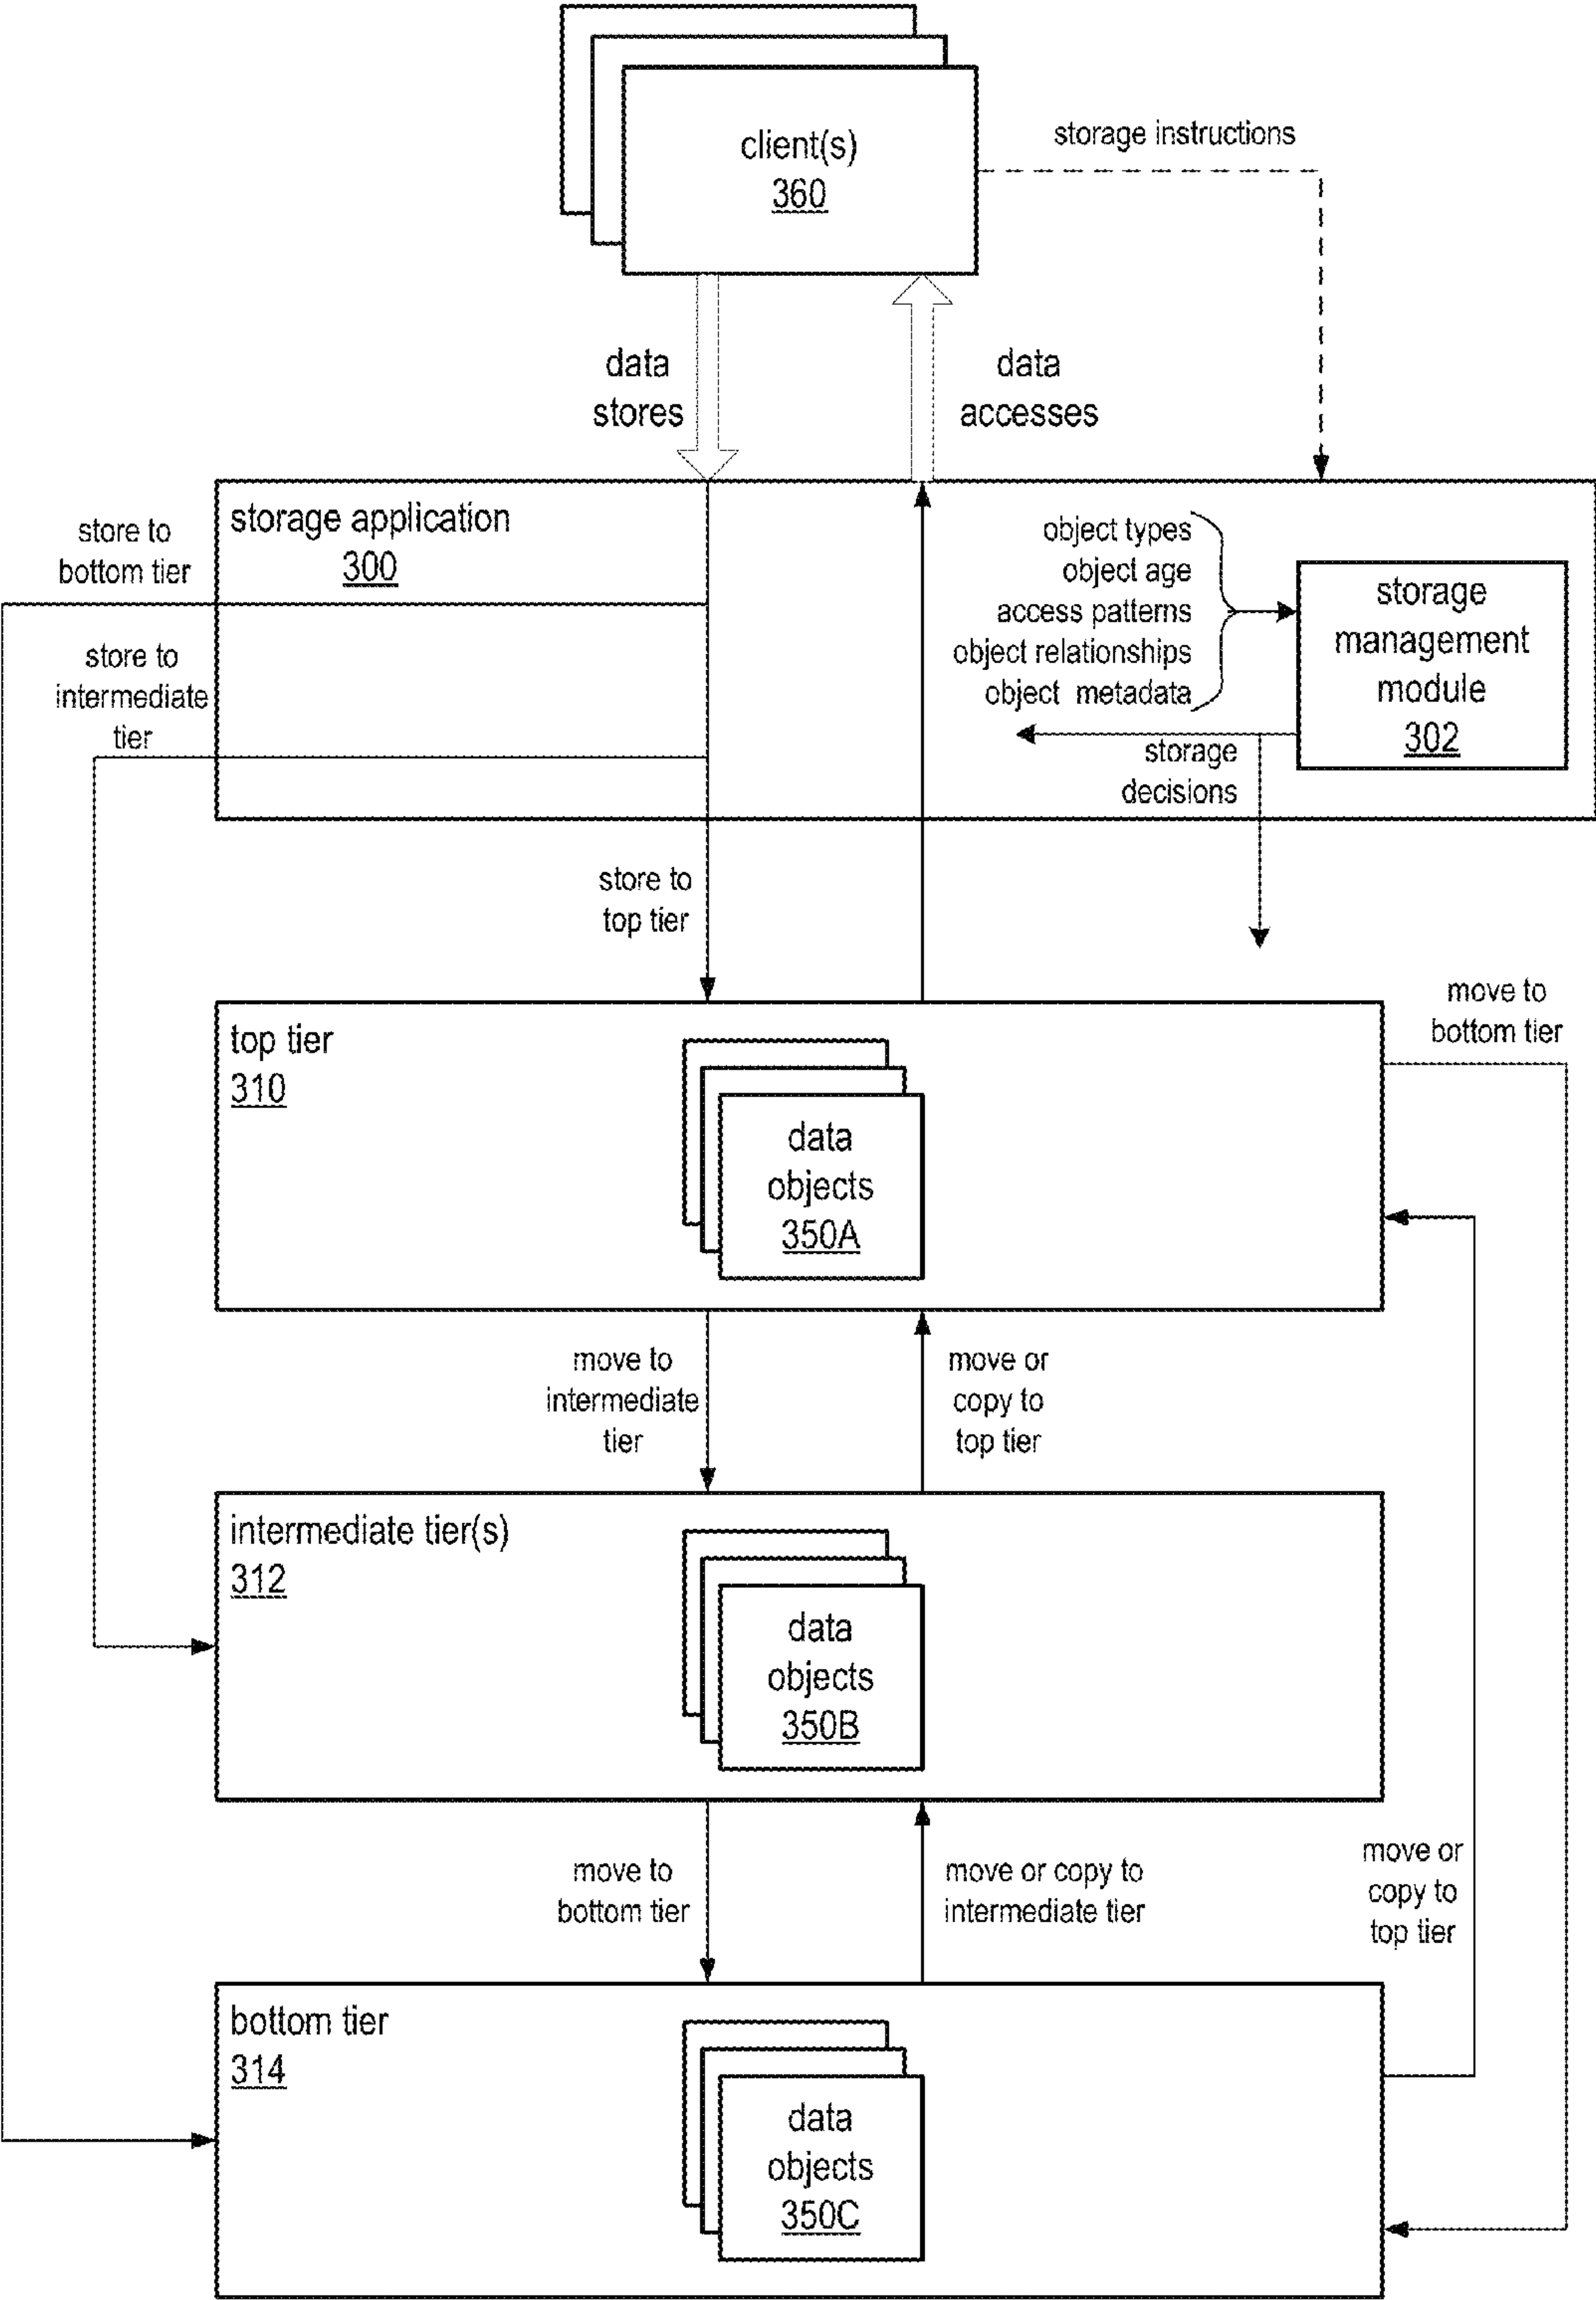 client(s)
360
storage instructions
data
stores
data
accesses
storage application
300
store to
bottom tier
store to
intermediate
tier
object types
object age
access patterns
object relationships
object metadata
storage
management
module
302
storage
decisions
store to
top tier
move to
bottom tier
top tier
310
data
objects
350A
move to
intermediate
tier
move or
copy to
top tier
intermediate tier(s)
312
data
objects
350B
move to
bottom tier
move or copy to
intermediate tier
move or
copy to
top tier
bottom tier
314
data
objects
350C